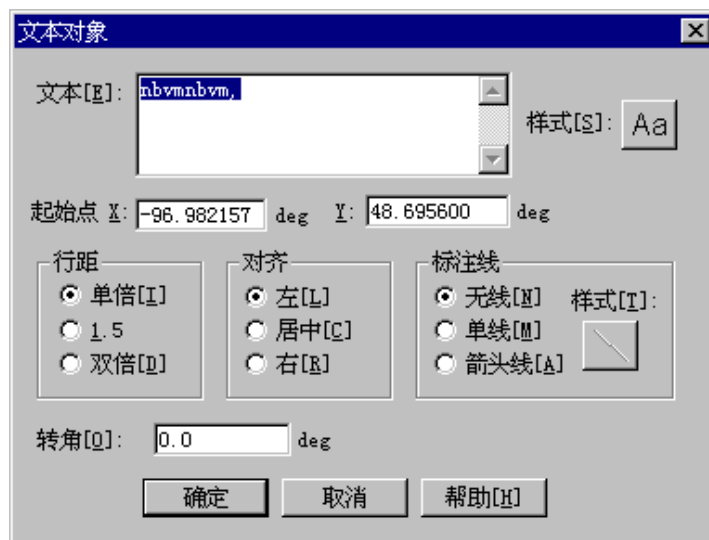 文本对象
文本[E]: nbvmnbvm,
样式[S]: Aa
起始点 X: -96.982157 deg Y: 48.695600 deg
行距 对齐 标注线
单倍[I] 左[L] 无线[N] 样式[T]:
1.5 居中[C] 单线[M]
双倍[D] 右[R] 箭头线[A]
转角[O]: 0.0 deg
确定 取消 帮助[H]